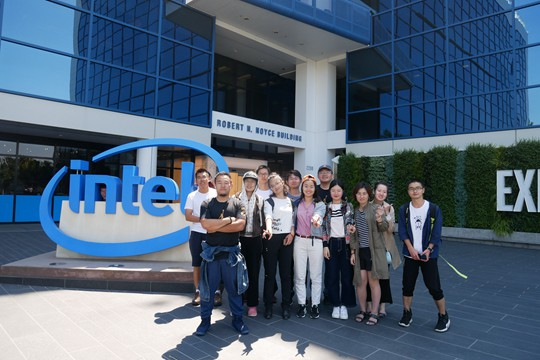 intel
ROBERT N. NOYCE BUILDING
EX